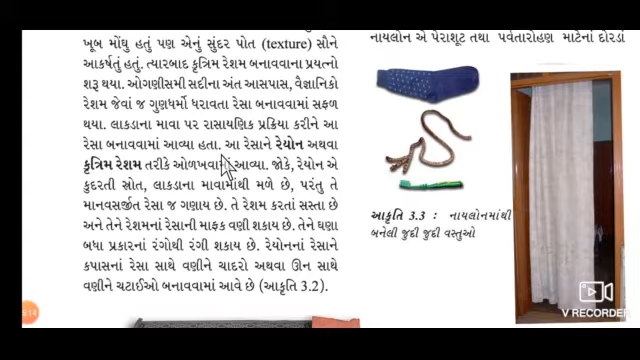 ખૂબ મોંઘુ હતું પણ એનું સુંદર પોત (texture) સૌને
આકર્ષતું હતું. ત્યારબાદ કૃત્રિમ રેશમ બનાવવાના પ્રયત્નો
શરૂ થયા. ઓગણીસમી સદીના અંત આસપાસ, વૈજ્ઞાનિકો
રેશમ જેવાં જ ગુણધર્મો ધરાવતા રેસા બનાવવામાં સફળ
થયા. લાકડાના માવા પર રાસાયણિક પ્રક્રિયા કરીને આ
રેસા બનાવવામાં આવ્યા હતા. આ રેસાને રેયોન અથવા
કૃત્રિમ રેશમ તરીકે ઓળખવામાં આવ્યા. જોકે, રેયોન એ
કુદરતી સ્રોત, લાકડાના માવામાંથી મળે છે, પરંતુ તે
માનવસર્જીત રેસા જ ગણાય છે. તે રેશમ કરતાં સસ્તા છે
અને તેને રેશમનાં રેસાની માફક વણી શકાય છે. તેને ઘણા
બધા પ્રકારનાં રંગોથી રંગી શકાય છે. રેયોનનાં રેસાને
કપાસનાં રેસા સાથે વણીને ચાદરો અથવા ઊન સાથે
વણીને ચટાઈઓ બનાવવામાં આવે છે (આકૃતિ 3.2).
નાયલોન એ પેરાશૂટ તથા પર્વતારોહણ માટેનાં દોરડાં
આકૃતિ 3.3 : નાયલોનમાંથી
બનેલી જુદી જુદી વસ્તુઓ
:14
V RECORDER